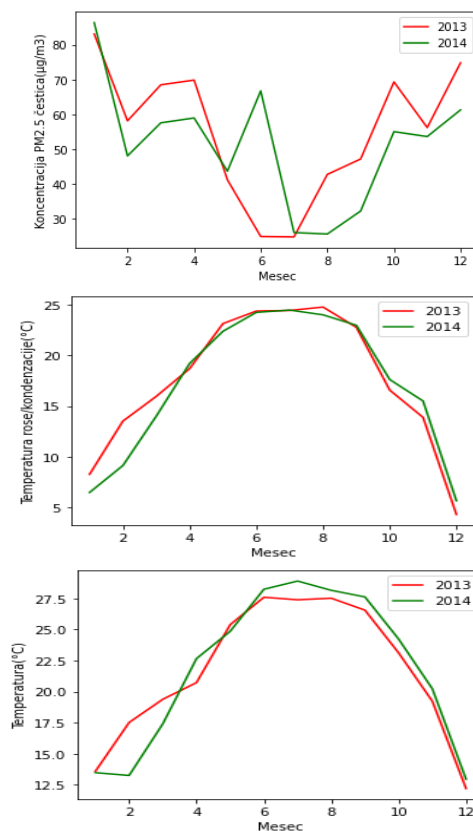 Koncentracija PM2.5 čestica(μg/m3)
80
70
60
50
40
30
2013
2014
2 4 6 8 10 12
Mesec
Temperatura rose/kondenzacije(°C)
25
20
15
10
5
2013
2014
2 4 6 8 10 12
Mesec
Temperatura(°C)
27.5
25.0
22.5
20.0
17.5
15.0
12.5
2013
2014
2 4 6 8 10 12
Mesec